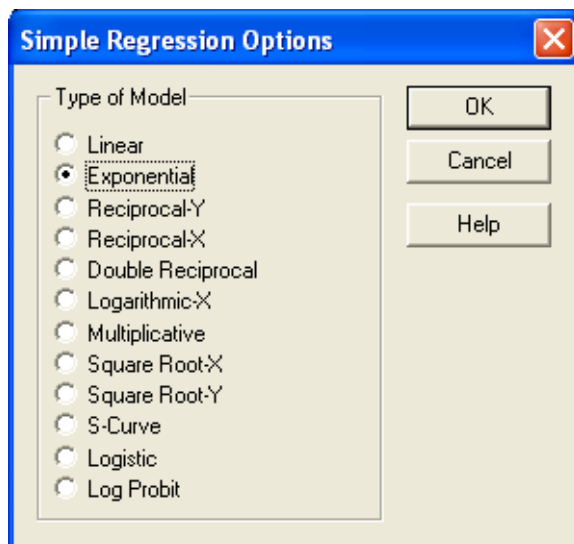 Simple Regression Options
Type of Model
Linear
Exponential
Reciprocal-Y
Reciprocal-X
Double Reciprocal
Logarithmic-X
Multiplicative
Square Root-X
Square Root-Y
S-Curve
Logistic
Log Probit
OK
Cancel
Help